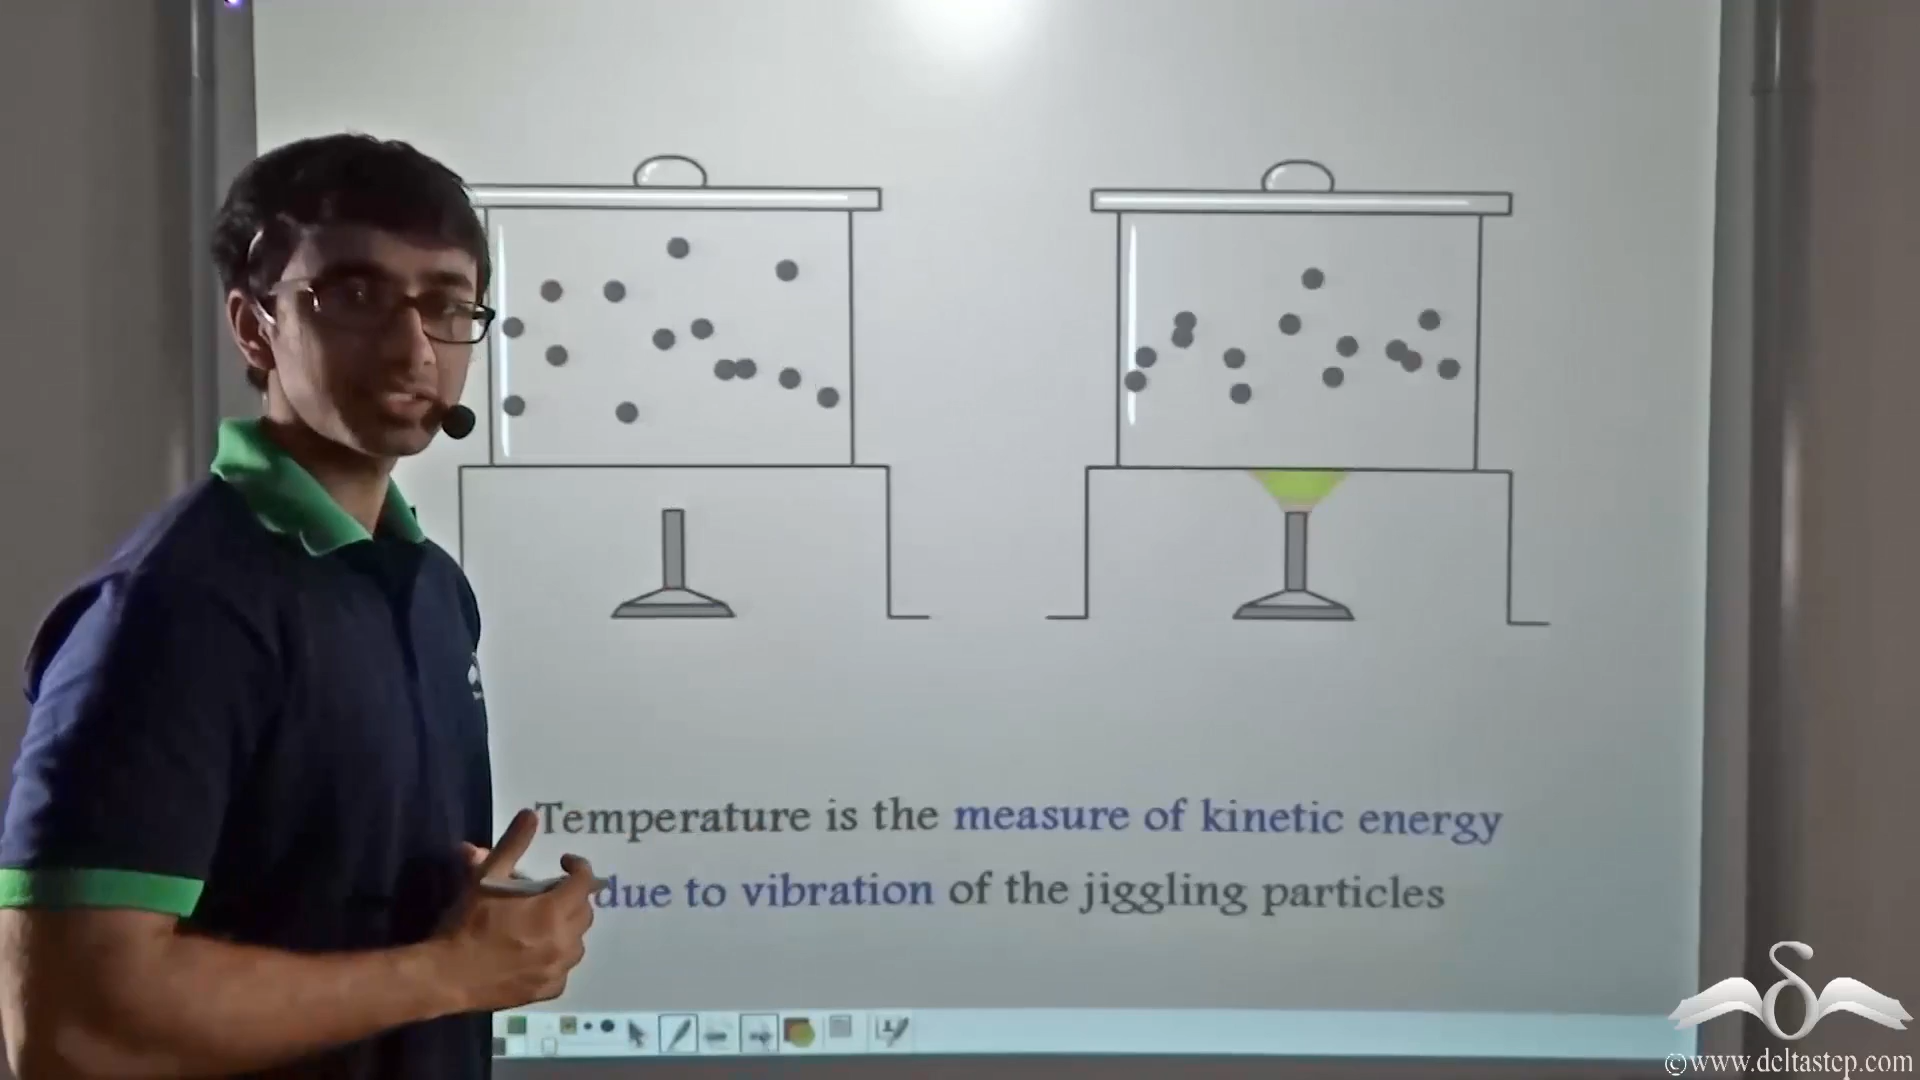 Temperature is the measure of kinetic energy
due to vibration of the jiggling particles
©www.deltastep.com